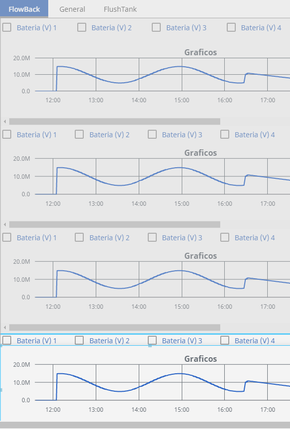 FlowBack General FlushTank
Bateria (V) 1 Bateria (V) 2 Bateria (V) 3 Bateria (V) 4
Graficos
20.0M
10.0M
0.0
12:00 13:00 14:00 15:00 16:00 17:00
Bateria (V) 1 Bateria (V) 2 Bateria (V) 3 Bateria (V) 4
Graficos
20.0M
10.0M
0.0
12:00 13:00 14:00 15:00 16:00 17:00
Bateria (V) 1 Bateria (V) 2 Bateria (V) 3 Bateria (V) 4
Graficos
20.0M
10.0M
0.0
12:00 13:00 14:00 15:00 16:00 17:00
Bateria (V) 1 Bateria (V) 2 Bateria (V) 3 Bateria (V) 4
Graficos
20.0M
10.0M
0.0
12:00 13:00 14:00 15:00 16:00 17:00